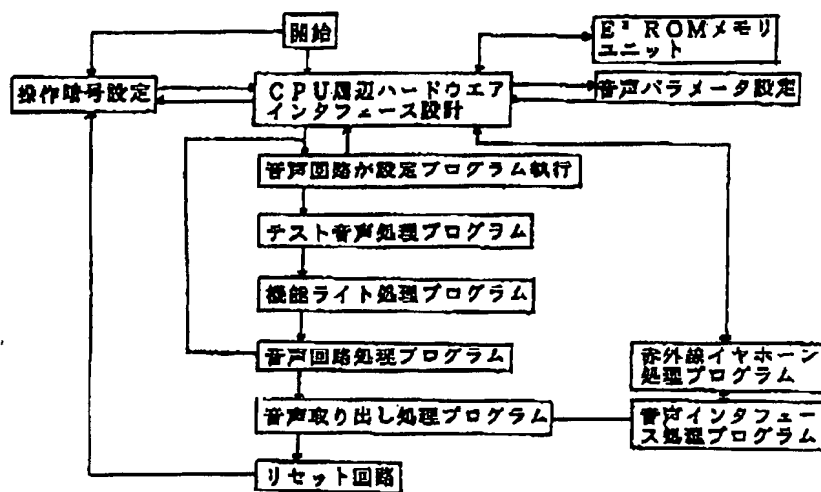 開始
E² ROMメモリ
ユニット
操作暗号設定
CPU周辺ハードウエア
インタフェース設計
音声パラメータ設定
音声回路が設定プログラム執行
テスト音声処理プログラム
機能ライト処理プログラム
音声回路処理プログラム
赤外線イヤホーン
処理プログラム
音声取り出し処理プログラム
音声インタフェー
ス処理プログラム
リセット回路